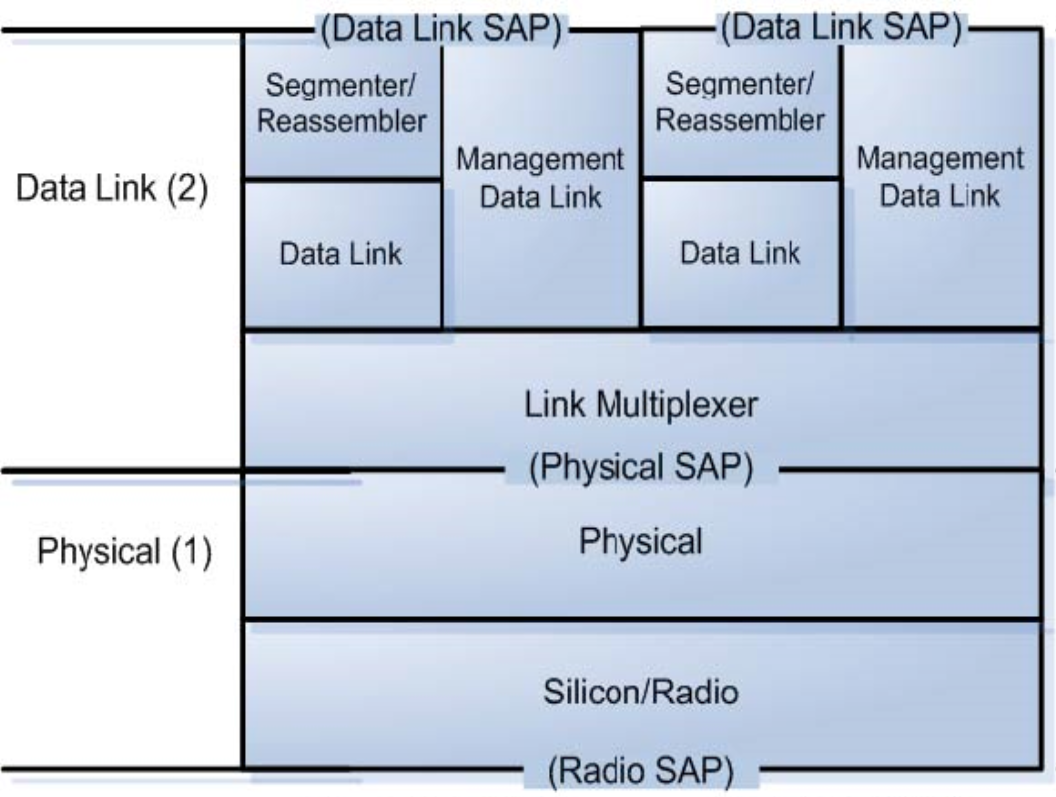 (Data Link SAP)
(Data Link SAP)
Segmenter/
Reassembler
Management
Data Link
Segmenter/
Reassembler
Management
Data Link
Data Link (2)
Data Link
Data Link
Link Multiplexer
(Physical SAP)
Physical (1)
Physical
Silicon/Radio
(Radio SAP)